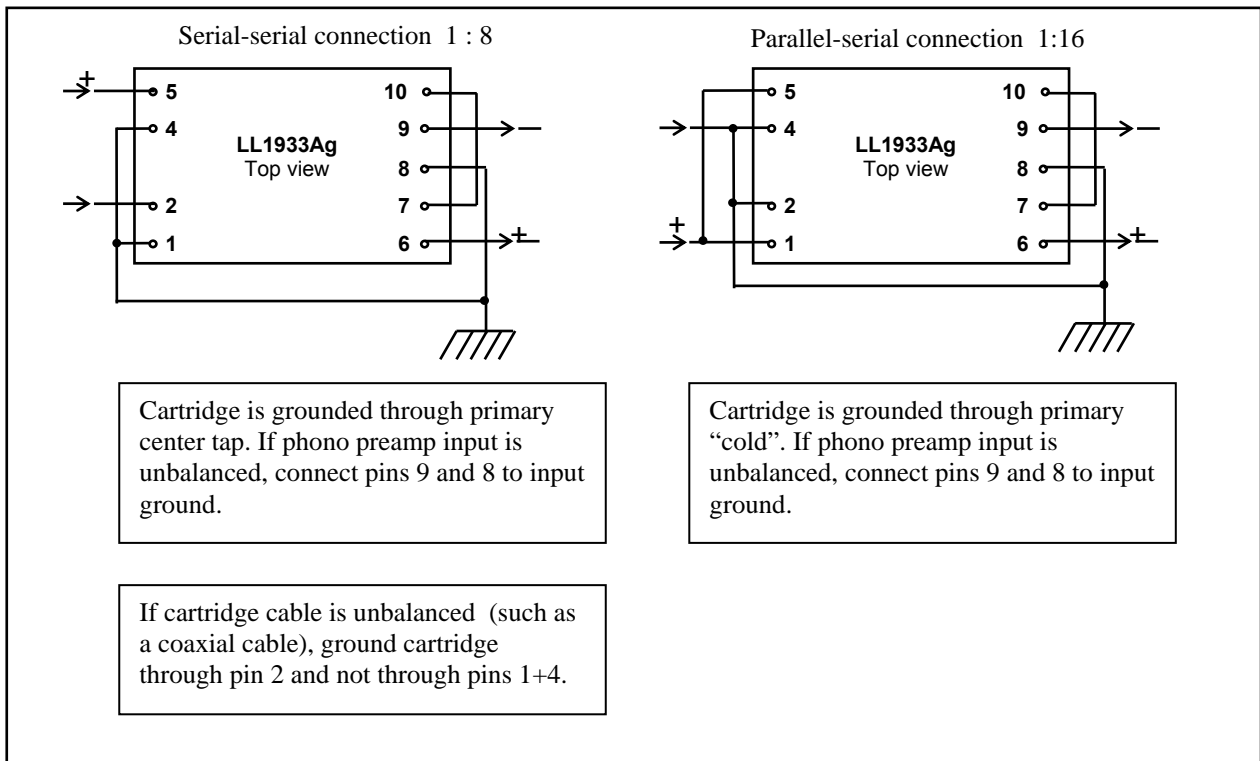 Serial-serial connection 1 : 8
+
5
4
2
1
LL1933Ag
Top view
10
9
8
7
6
+
Cartridge is grounded through primary
center tap. If phono preamp input is
unbalanced, connect pins 9 and 8 to input
ground.
If cartridge cable is unbalanced (such as
a coaxial cable), ground cartridge
through pin 2 and not through pins 1+4.
Parallel-serial connection 1:16
5
4
2
+
1
LL1933Ag
Top view
10
9
8
7
6
+
Cartridge is grounded through primary
“cold”. If phono preamp input is
unbalanced, connect pins 9 and 8 to input
ground.